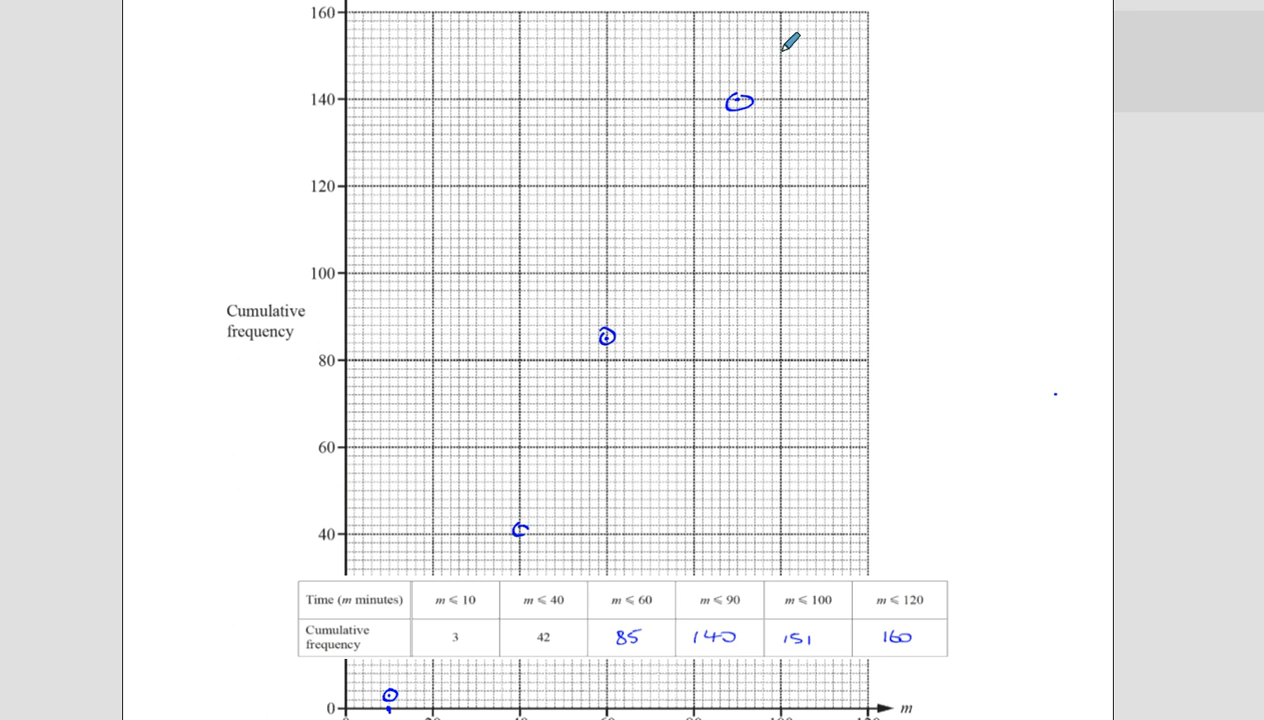 160
140
120
100
Cumulative
frequency
80
60
40
Time (m minutes) m ⩽ 10 m ⩽ 40 m ⩽ 60 m ⩽ 90 m ⩽ 100 m ⩽ 120
Cumulative frequency 3 42 85 140 151 160
0 m